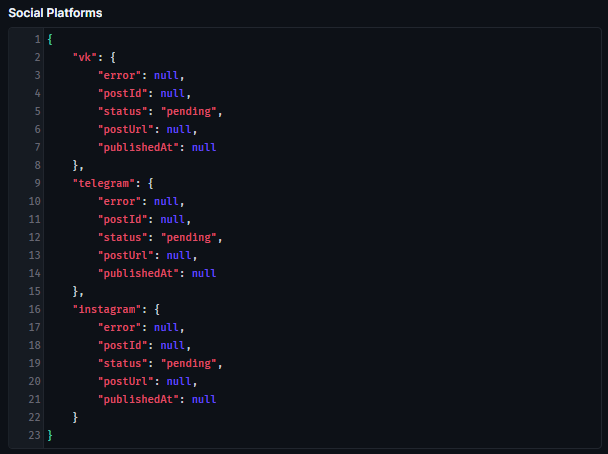 Social Platforms
1 {
2     "vk": {
3         "error": null,
4         "postId": null,
5         "status": "pending",
6         "postUrl": null,
7         "publishedAt": null
8     },
9     "telegram": {
10         "error": null,
11         "postId": null,
12         "status": "pending",
13         "postUrl": null,
14         "publishedAt": null
15     },
16     "instagram": {
17         "error": null,
18         "postId": null,
19         "status": "pending",
20         "postUrl": null,
21         "publishedAt": null
22     }
23 }